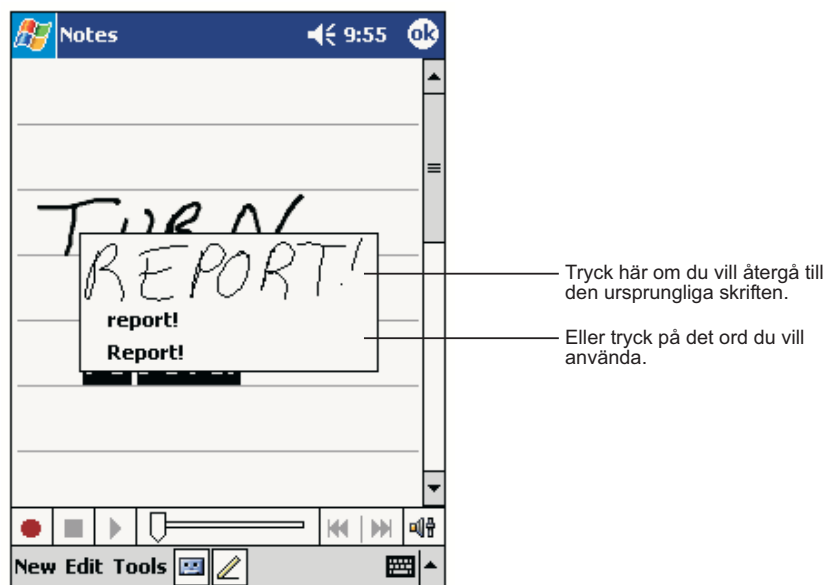 Notes 9:55 ok
TURN
REPORT!
report!
Report!
Tryck här om du vill återgå till
den ursprungliga skriften.
Eller tryck på det ord du vill
använda.
New Edit Tools